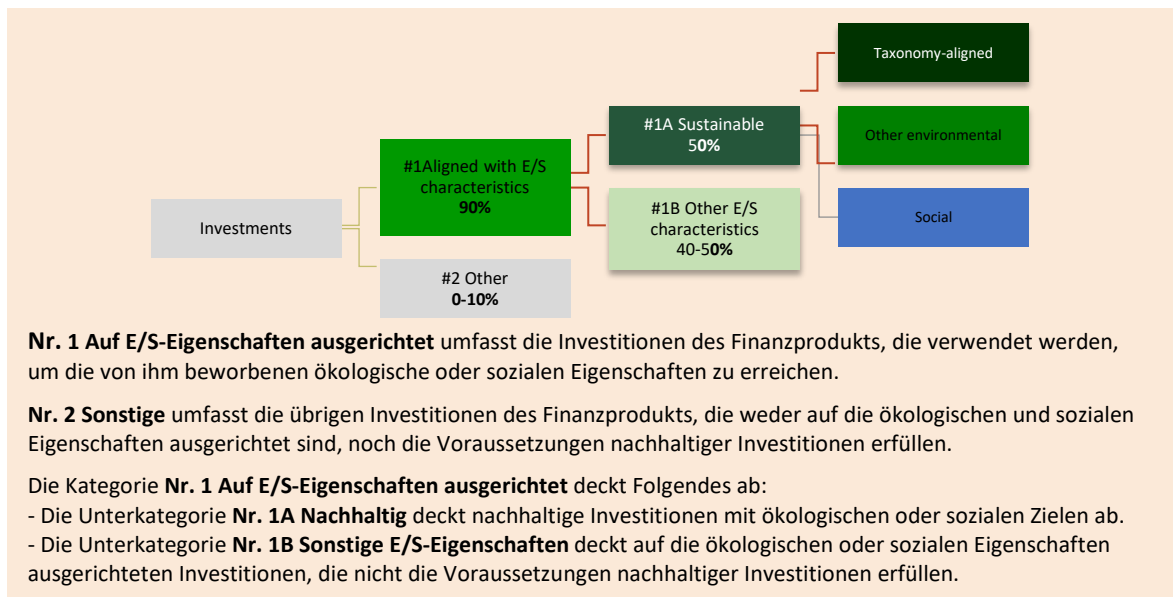 Taxonomy-aligned
#1A Sustainable
50%
Other environmental
#1Aligned with E/S
characteristics
90%
#1B Other E/S
characteristics
40-50%
Social
Investments
#2 Other
0-10%
Nr. 1 Auf E/S-Eigenschaften ausgerichtet umfasst die Investitionen des Finanzprodukts, die verwendet werden,
um die von ihm beworbenen ökologische oder sozialen Eigenschaften zu erreichen.
Nr. 2 Sonstige umfasst die übrigen Investitionen des Finanzprodukts, die weder auf die ökologischen und sozialen
Eigenschaften ausgerichtet sind, noch die Voraussetzungen nachhaltiger Investitionen erfüllen.
Die Kategorie Nr. 1 Auf E/S-Eigenschaften ausgerichtet deckt Folgendes ab:
- Die Unterkategorie Nr. 1A Nachhaltig deckt nachhaltige Investitionen mit ökologischen oder sozialen Zielen ab.
- Die Unterkategorie Nr. 1B Sonstige E/S-Eigenschaften deckt auf die ökologischen oder sozialen Eigenschaften
ausgerichteten Investitionen, die nicht die Voraussetzungen nachhaltiger Investitionen erfüllen.